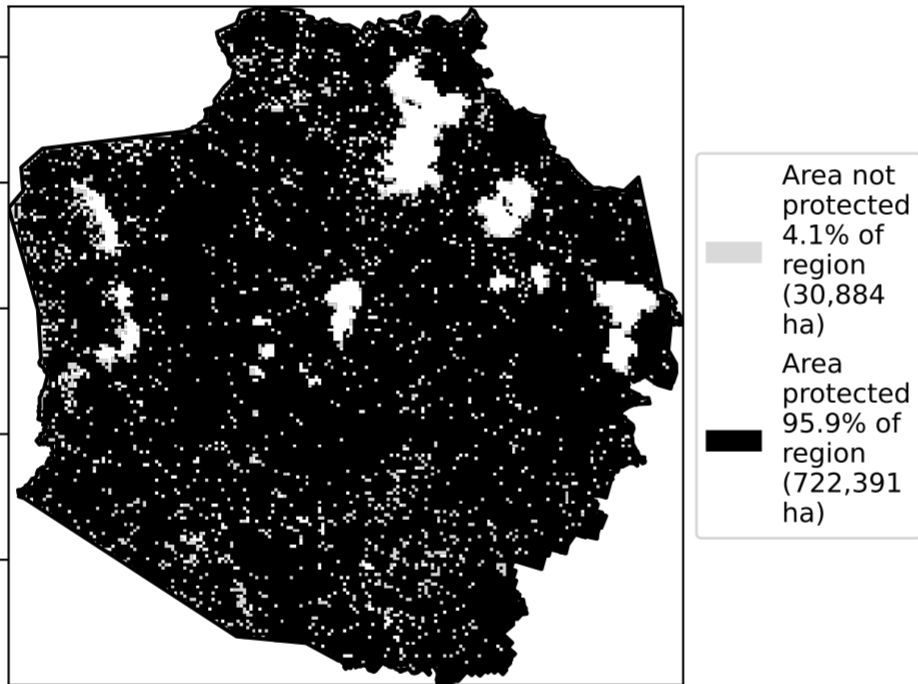 Area not
protected
4.1% of
region
(30,884
ha)
Area
protected
95.9% of
region
(722,391
ha)